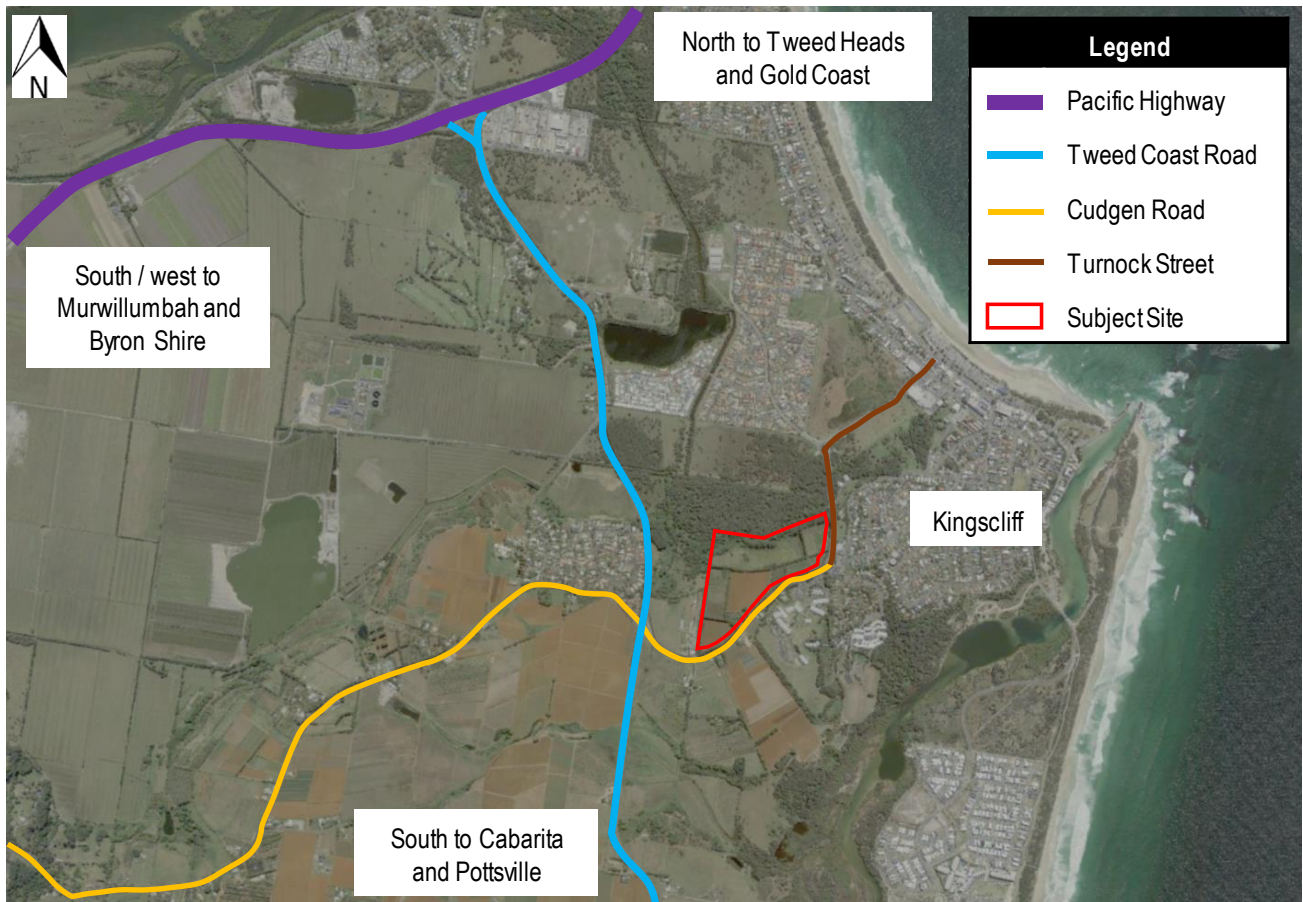 N
North to Tweed Heads
and Gold Coast
Legend
Pacific Highway
Tweed Coast Road
Cudgen Road
Turnock Street
Subject Site
South / west to
Murwillumbah and
Byron Shire
Kingscliff
South to Cabarita
and Pottsville